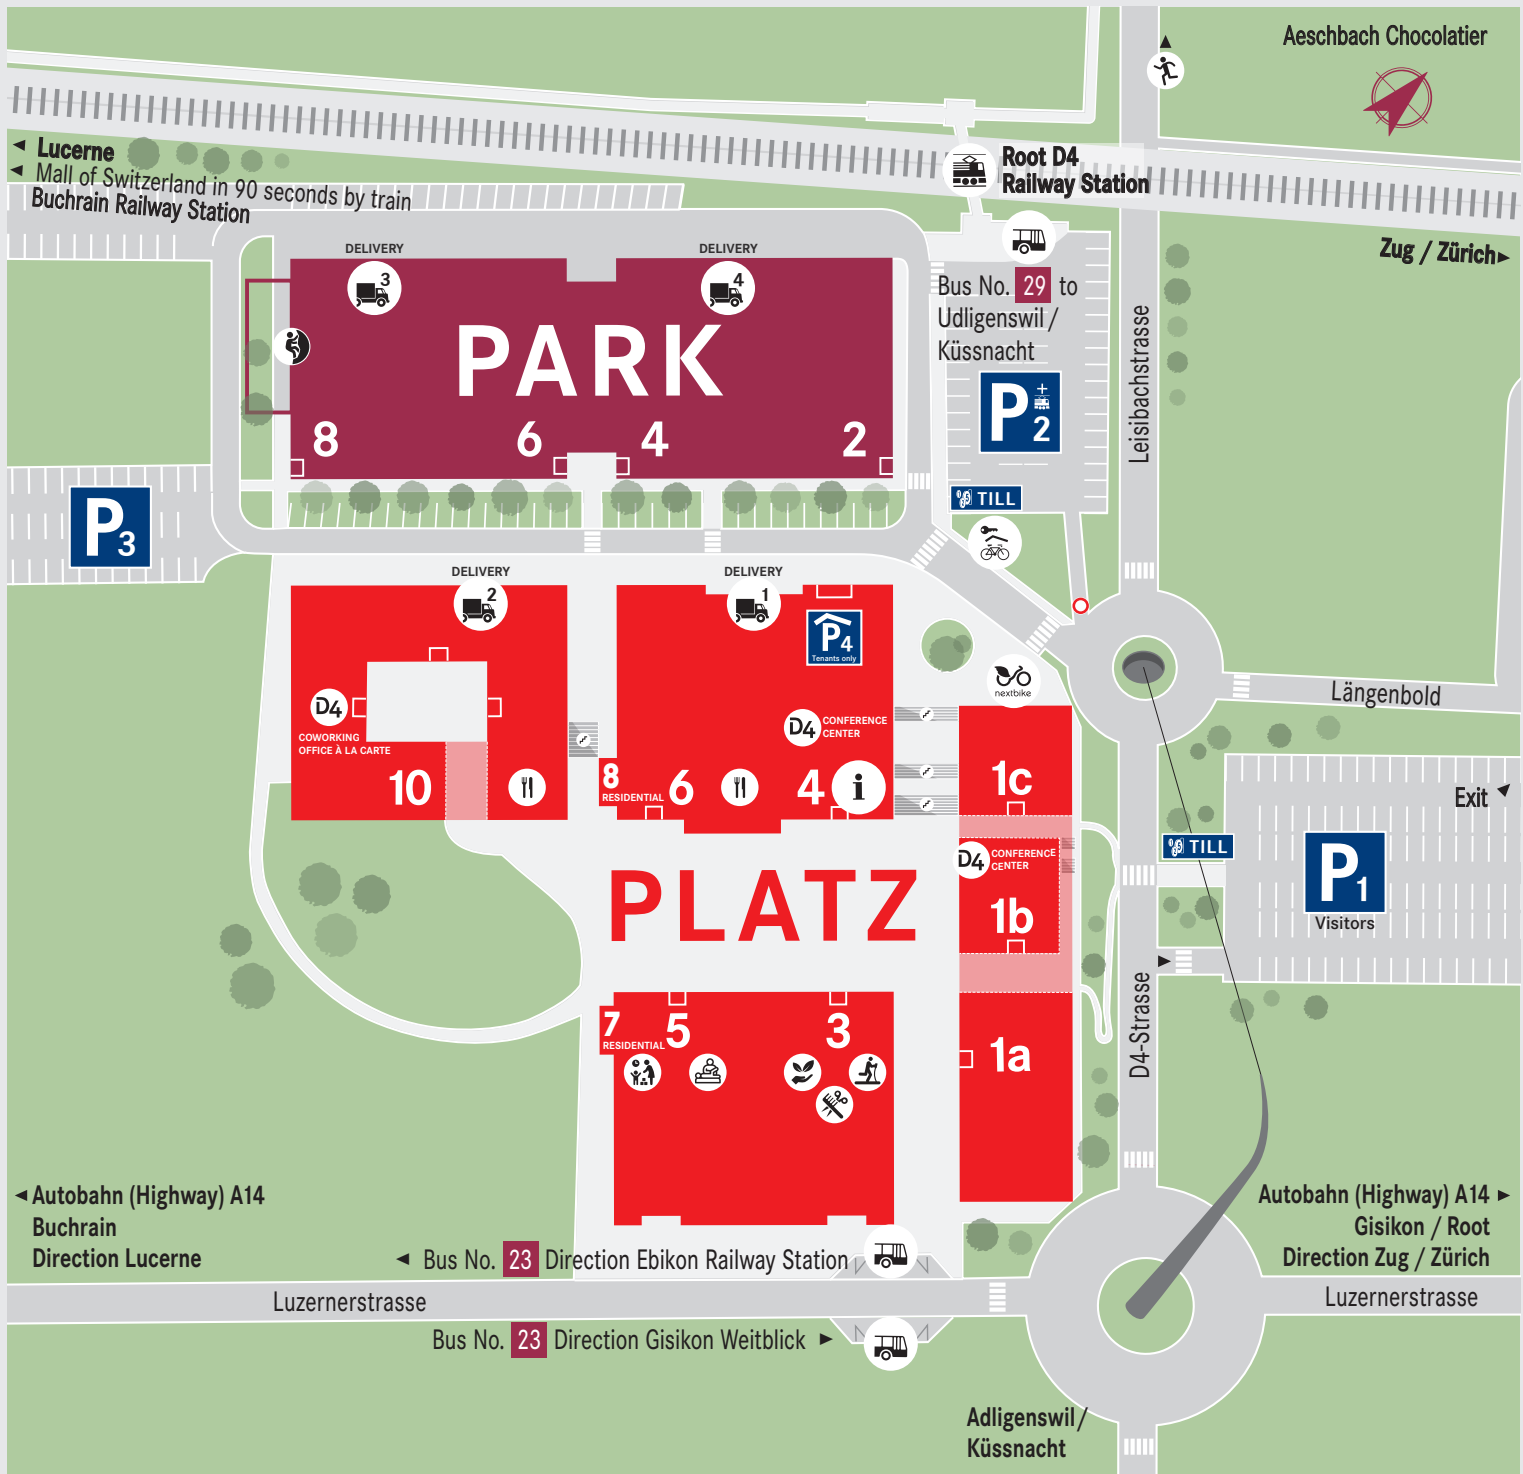 Aeschbach Chocolatier
Lucerne
Mall of Switzerland in 90 seconds by train
Buchrain Railway Station
Root D4
Railway Station
Zug / Zürich
DELIVERY
3
DELIVERY
4
PARK
8
6
4
2
Bus No. 29 to
Udligenswil /
Küssnacht
P+
2
TILL
Leisibachstrasse
P3
DELIVERY
2
DELIVERY
1
P4
Tenants only
nextbike
Längenbold
D4
COWORKING
OFFICE À LA CARTE
10
D4 CONFERENCE
CENTER
8
RESIDENTIAL
6
4
i
1c
Exit
TILL
P1
Visitors
D4 CONFERENCE
CENTER
1b
PLATZ
7
RESIDENTIAL
5
3
1a
D4-Strasse
Autobahn (Highway) A14
Buchrain
Direction Lucerne
Autobahn (Highway) A14
Gisikon / Root
Direction Zug / Zürich
Bus No. 23 Direction Ebikon Railway Station
Luzernerstrasse
Luzernerstrasse
Bus No. 23 Direction Gisikon Weitblick
Adligenswil /
Küssnacht